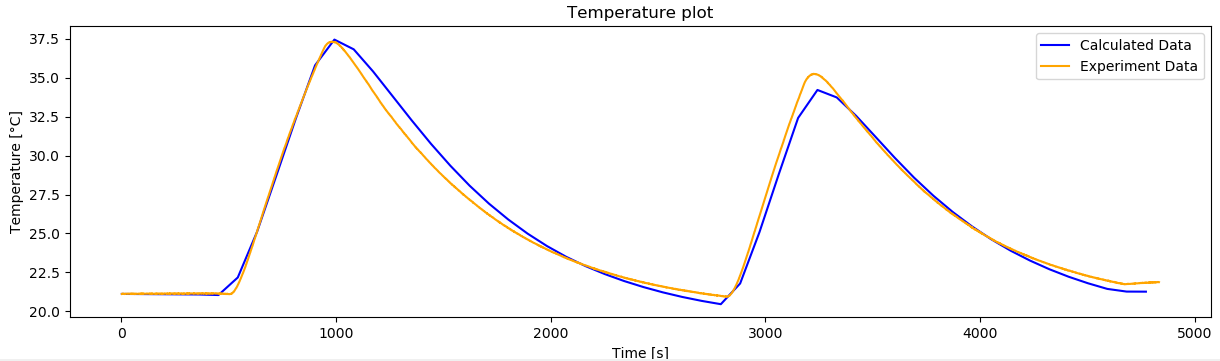 Temperature plot
Calculated Data
Experiment Data
Temperature [°C]
37.5
35.0
32.5
30.0
27.5
25.0
22.5
20.0
0
1000
2000
3000
4000
5000
Time [s]